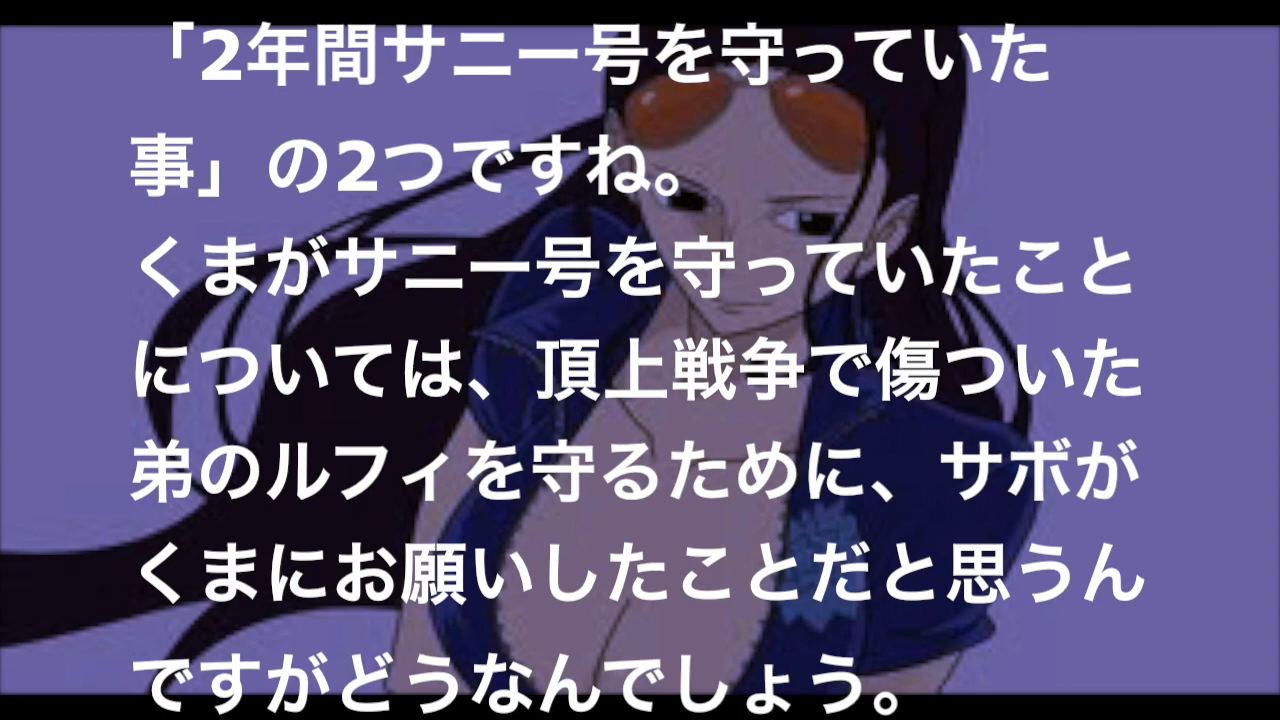 「2年間サニー号を守っていた
事」の2つですね。
くまがサニー号を守っていたこと
については、頂上戦争で傷ついた
弟のルフィを守るために、サボが
くまにお願いしたことだと思うん
ですがどうなんでしょう。